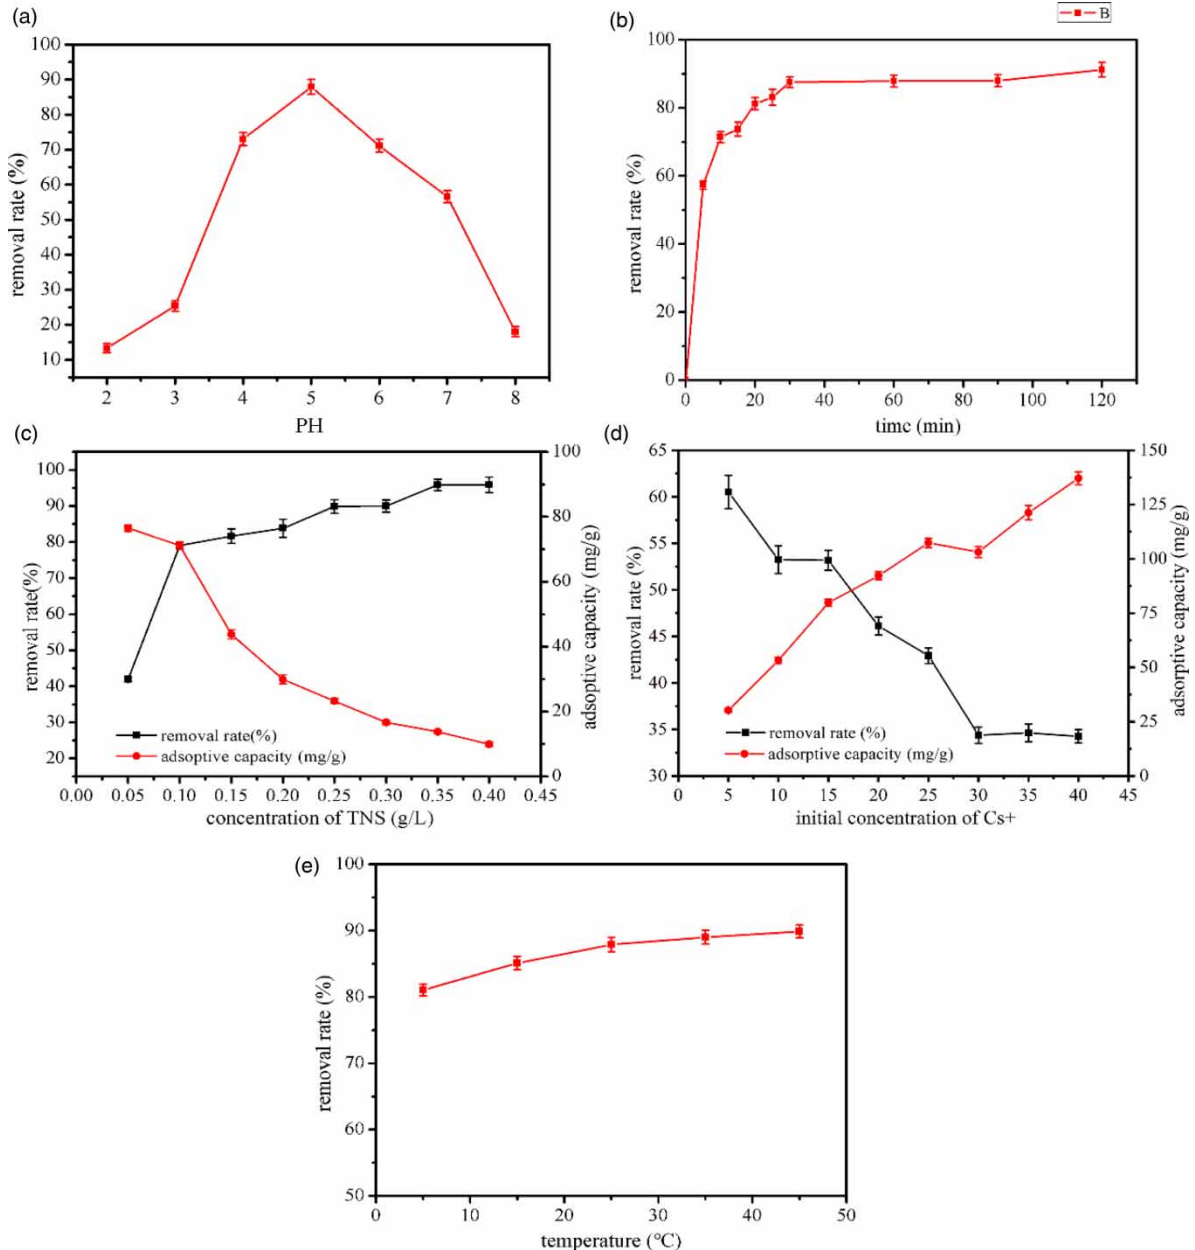 (a)
100
90
80
70
60
50
40
30
20
10
removal rate (%)
2 3 4 5 6 7 8
PH
(b)
B
100
80
60
40
20
0
removal rate (%)
0 20 40 60 80 100 120
time (min)
(c)
100
90
80
70
60
50
40
30
20
removal rate(%)
100
80
60
40
20
0
adsoptive capacity (mg/g)
removal rate(%)
adsoptive capacity (mg/g)
0.00 0.05 0.10 0.15 0.20 0.25 0.30 0.35 0.40 0.45
concentration of TNS (g/L)
(d)
65
60
55
50
45
40
35
30
removal rate (%)
150
125
100
75
50
25
0
adsorptive capacity (mg/g)
removal rate (%)
adsorptive capacity (mg/g)
0 5 10 15 20 25 30 35 40 45
initial concentration of Cs+
(e)
100
90
80
70
60
50
removal rate (%)
0 10 20 30 40 50
temperature (°C)